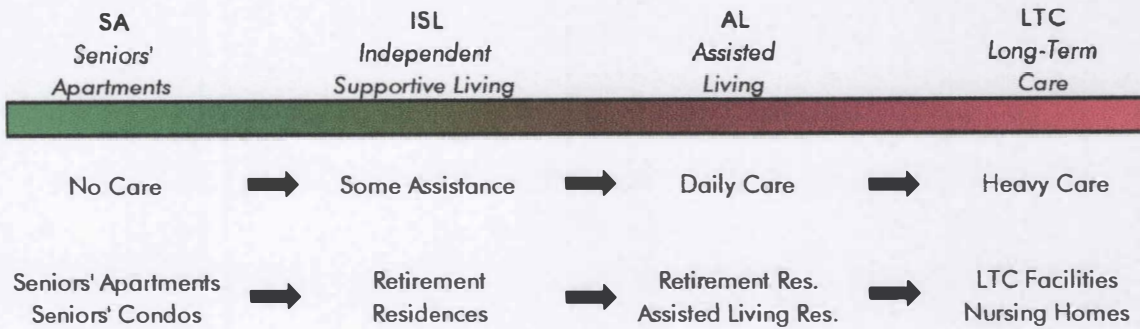 SA
Seniors'
Apartments
ISL
Independent
Supportive Living
AL
Assisted
Living
LTC
Long-Term
Care
No Care
Some Assistance
Daily Care
Heavy Care
Seniors' Apartments
Seniors' Condos
Retirement
Residences
Retirement Res.
Assisted Living Res.
LTC Facilities
Nursing Homes